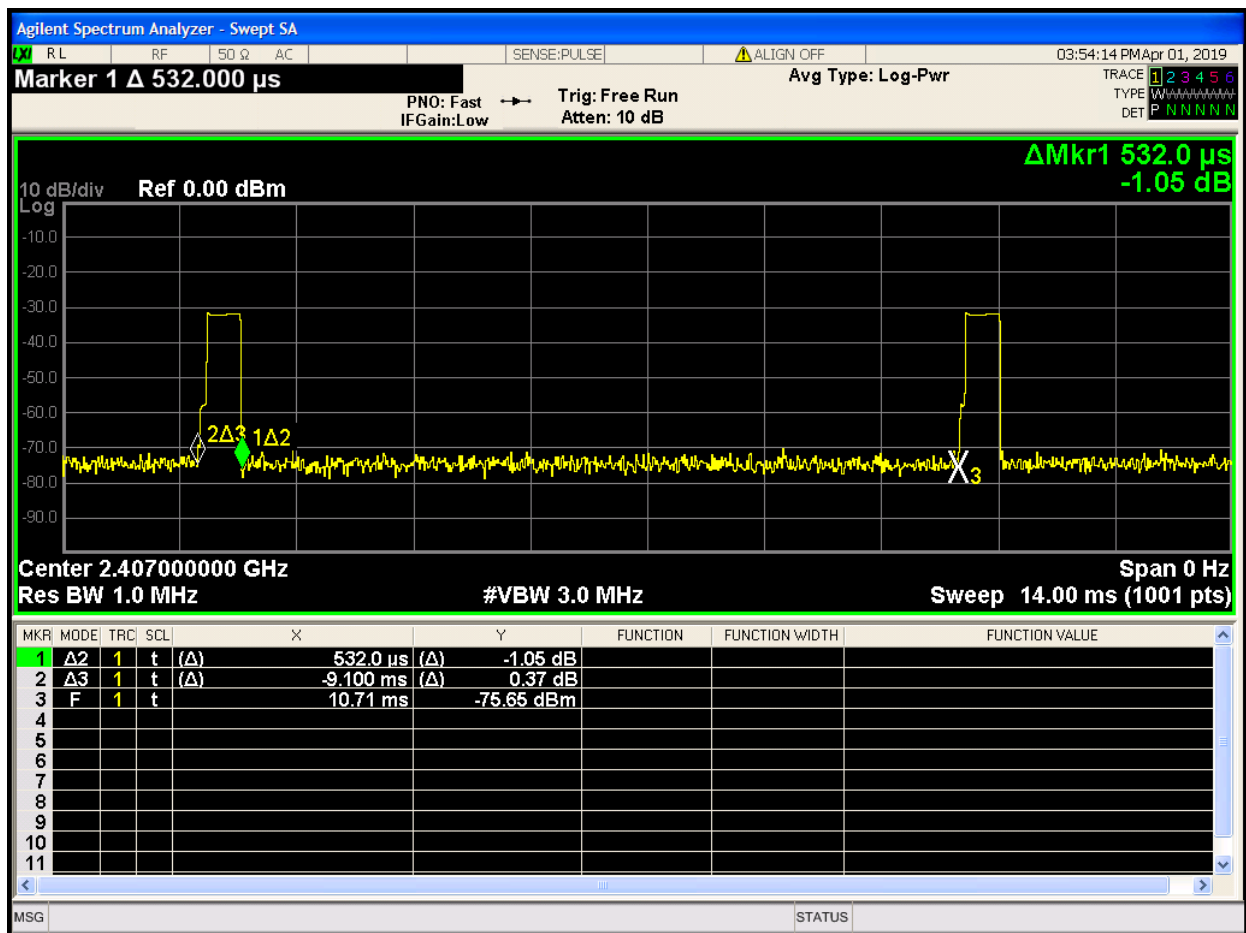 Agilent Spectrum Analyzer - Swept SA
LXI RL RF 50 Ω AC SENSE:PULSE ALIGN OFF 03:54:14 PM Apr 01, 2019
Marker 1 Δ 532.000 µs
PNO: Fast Trig: Free Run Avg Type: Log-Pwr
IFGain:Low Atten: 10 dB
TRACE 1 2 3 4 5 6
TYPE W
DET P N N N N N
ΔMkr1 532.0 µs
-1.05 dB
10 dB/div Ref 0.00 dBm
Log
-10.0
-20.0
-30.0
-40.0
-50.0
-60.0
-70.0
-80.0
-90.0
2Δ3 1Δ2
3
Center 2.407000000 GHz Span 0 Hz
Res BW 1.0 MHz #VBW 3.0 MHz Sweep 14.00 ms (1001 pts)
MKR MODE TRC SCL X Y FUNCTION FUNCTION WIDTH FUNCTION VALUE
1 Δ2 1 t (Δ) 532.0 µs (Δ) -1.05 dB
2 Δ3 1 t (Δ) -9.100 ms (Δ) 0.37 dB
3 F 1 t 10.71 ms -75.65 dBm
4
5
6
7
8
9
10
11
MSG STATUS